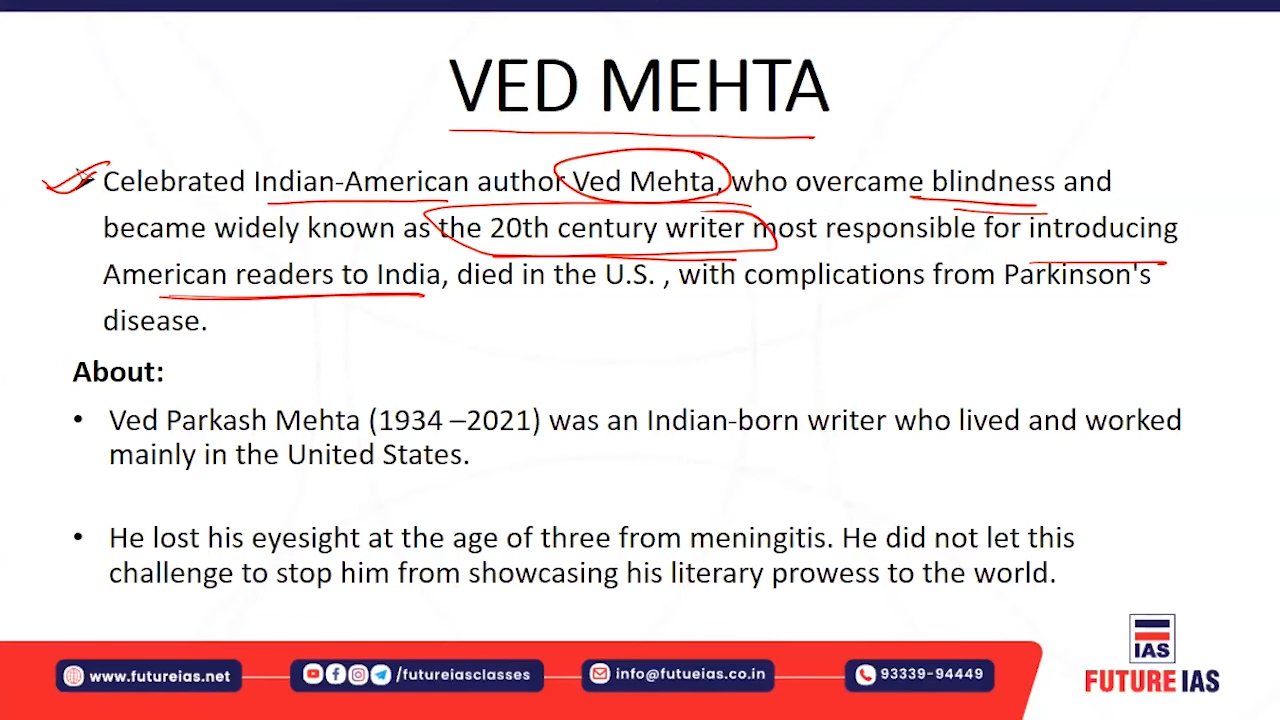 VED MEHTA
Celebrated Indian-American author Ved Mehta, who overcame blindness and
became widely known as the 20th century writer most responsible for introducing
American readers to India, died in the U.S. , with complications from Parkinson's
disease.
About:
• Ved Parkash Mehta (1934 –2021) was an Indian-born writer who lived and worked
mainly in the United States.
• He lost his eyesight at the age of three from meningitis. He did not let this
challenge to stop him from showcasing his literary prowess to the world.
IAS
www.futureias.net /futureiasclasses info@futueias.co.in 93339-94449 FUTURE IAS